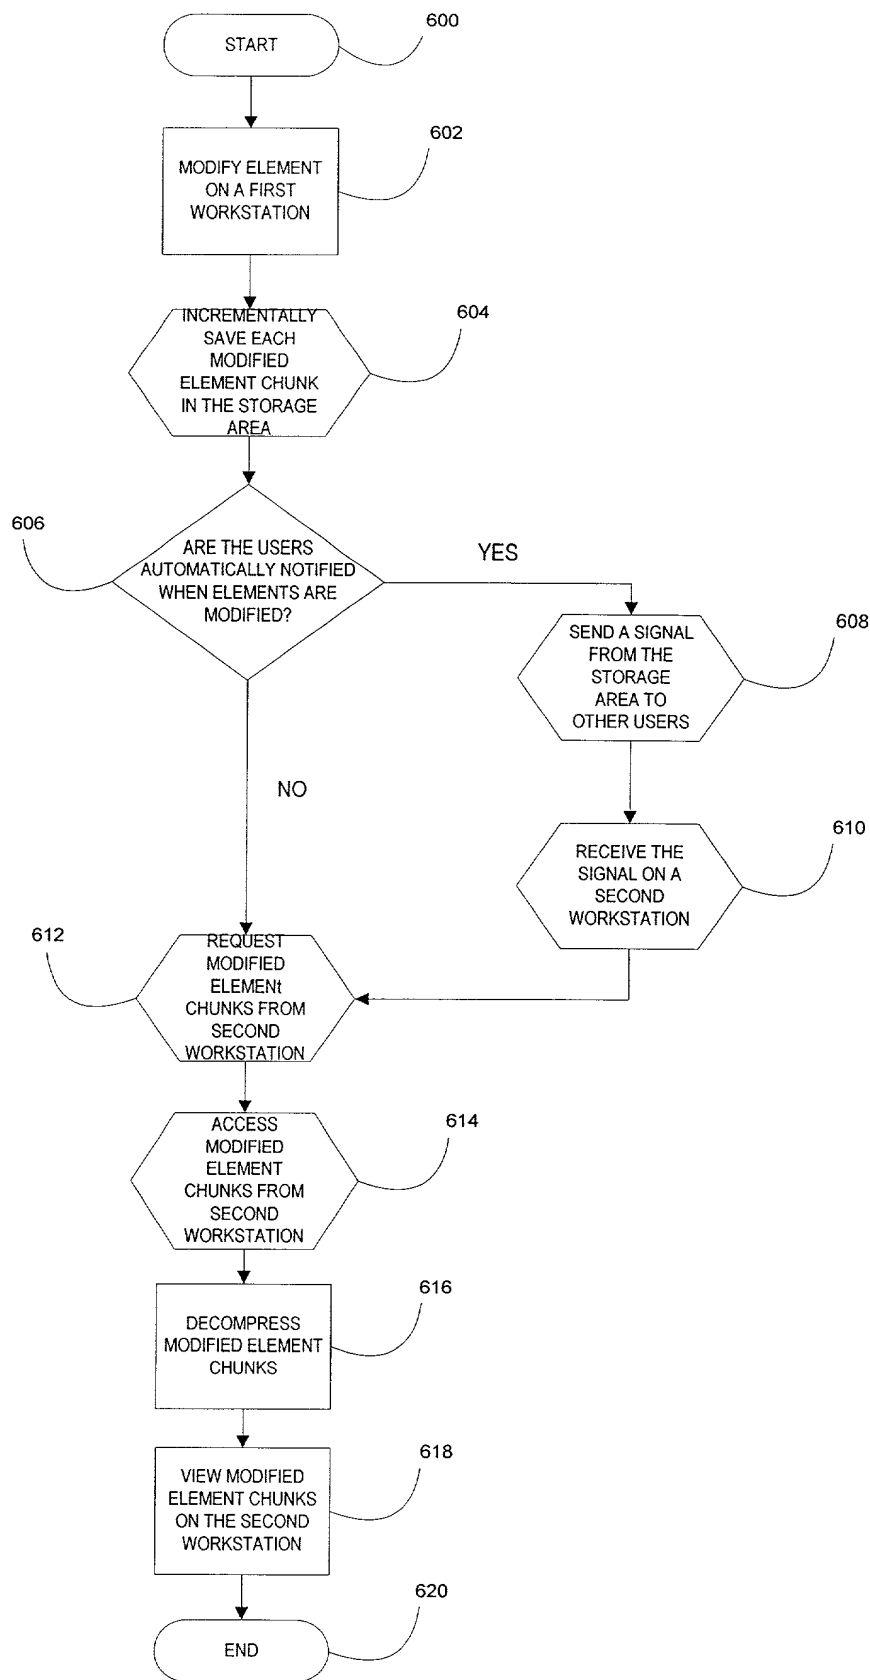 START
600
602
MODIFY ELEMENT
ON A FIRST
WORKSTATION
604
INCREMENTALLY
SAVE EACH
MODIFIED
ELEMENT CHUNK
IN THE STORAGE
AREA
606
ARE THE USERS
AUTOMATICALLY NOTIFIED
WHEN ELEMENTS ARE
MODIFIED?
YES
608
SEND A SIGNAL
FROM THE
STORAGE
AREA TO
OTHER USERS
NO
610
RECEIVE THE
SIGNAL ON A
SECOND
WORKSTATION
612
REQUEST
MODIFIED
ELEMENt
CHUNKS FROM
SECOND
WORKSTATION
614
ACCESS
MODIFIED
ELEMENT
CHUNKS FROM
SECOND
WORKSTATION
616
DECOMPRESS
MODIFIED ELEMENT
CHUNKS
618
VIEW MODIFIED
ELEMENT CHUNKS
ON THE SECOND
WORKSTATION
620
END